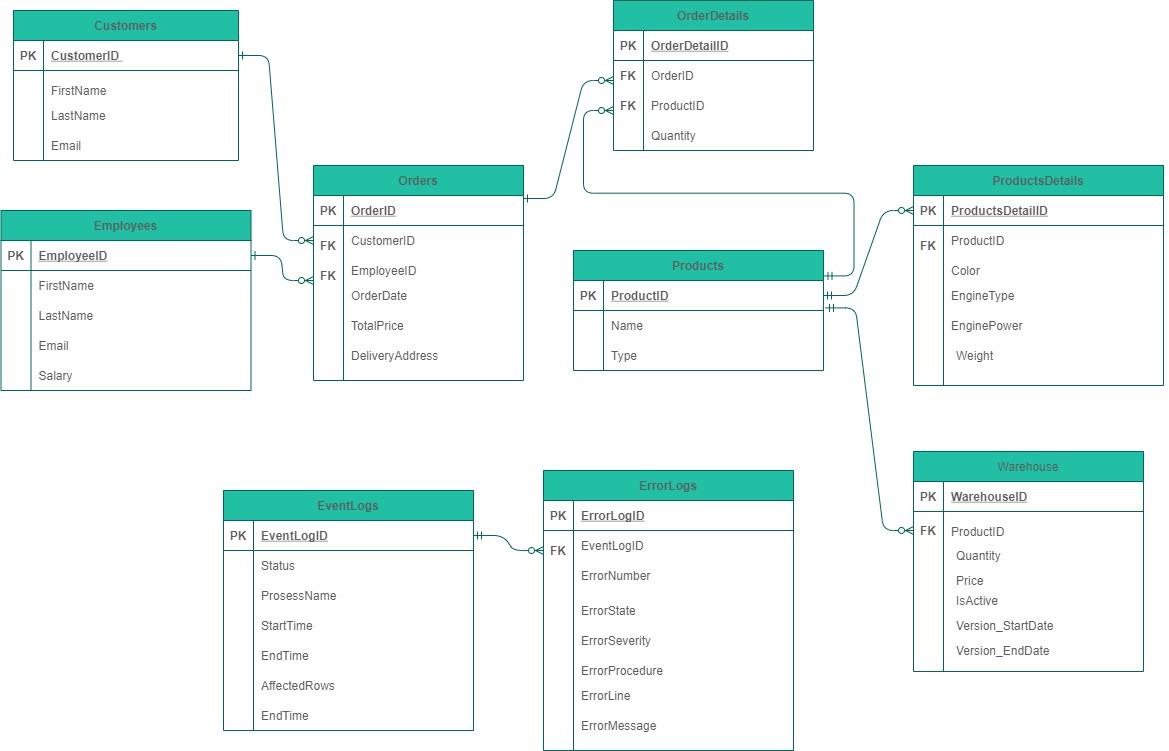 Customers
PK CustomerID
FirstName
LastName
Email
Employees
PK EmployeeID
FirstName
LastName
Email
Salary
Orders
PK OrderID
FK CustomerID
FK EmployeeID
OrderDate
TotalPrice
DeliveryAddress
OrderDetails
PK OrderDetailID
FK OrderID
FK ProductID
Quantity
Products
PK ProductID
Name
Type
ProductsDetails
PK ProductsDetailID
FK ProductID
Color
EngineType
EnginePower
Weight
Warehouse
PK WarehouseID
FK ProductID
Quantity
Price
IsActive
Version_StartDate
Version_EndDate
EventLogs
PK EventLogID
Status
ProsessName
StartTime
EndTime
AffectedRows
EndTime
ErrorLogs
PK ErrorLogID
FK EventLogID
ErrorNumber
ErrorState
ErrorSeverity
ErrorProcedure
ErrorLine
ErrorMessage